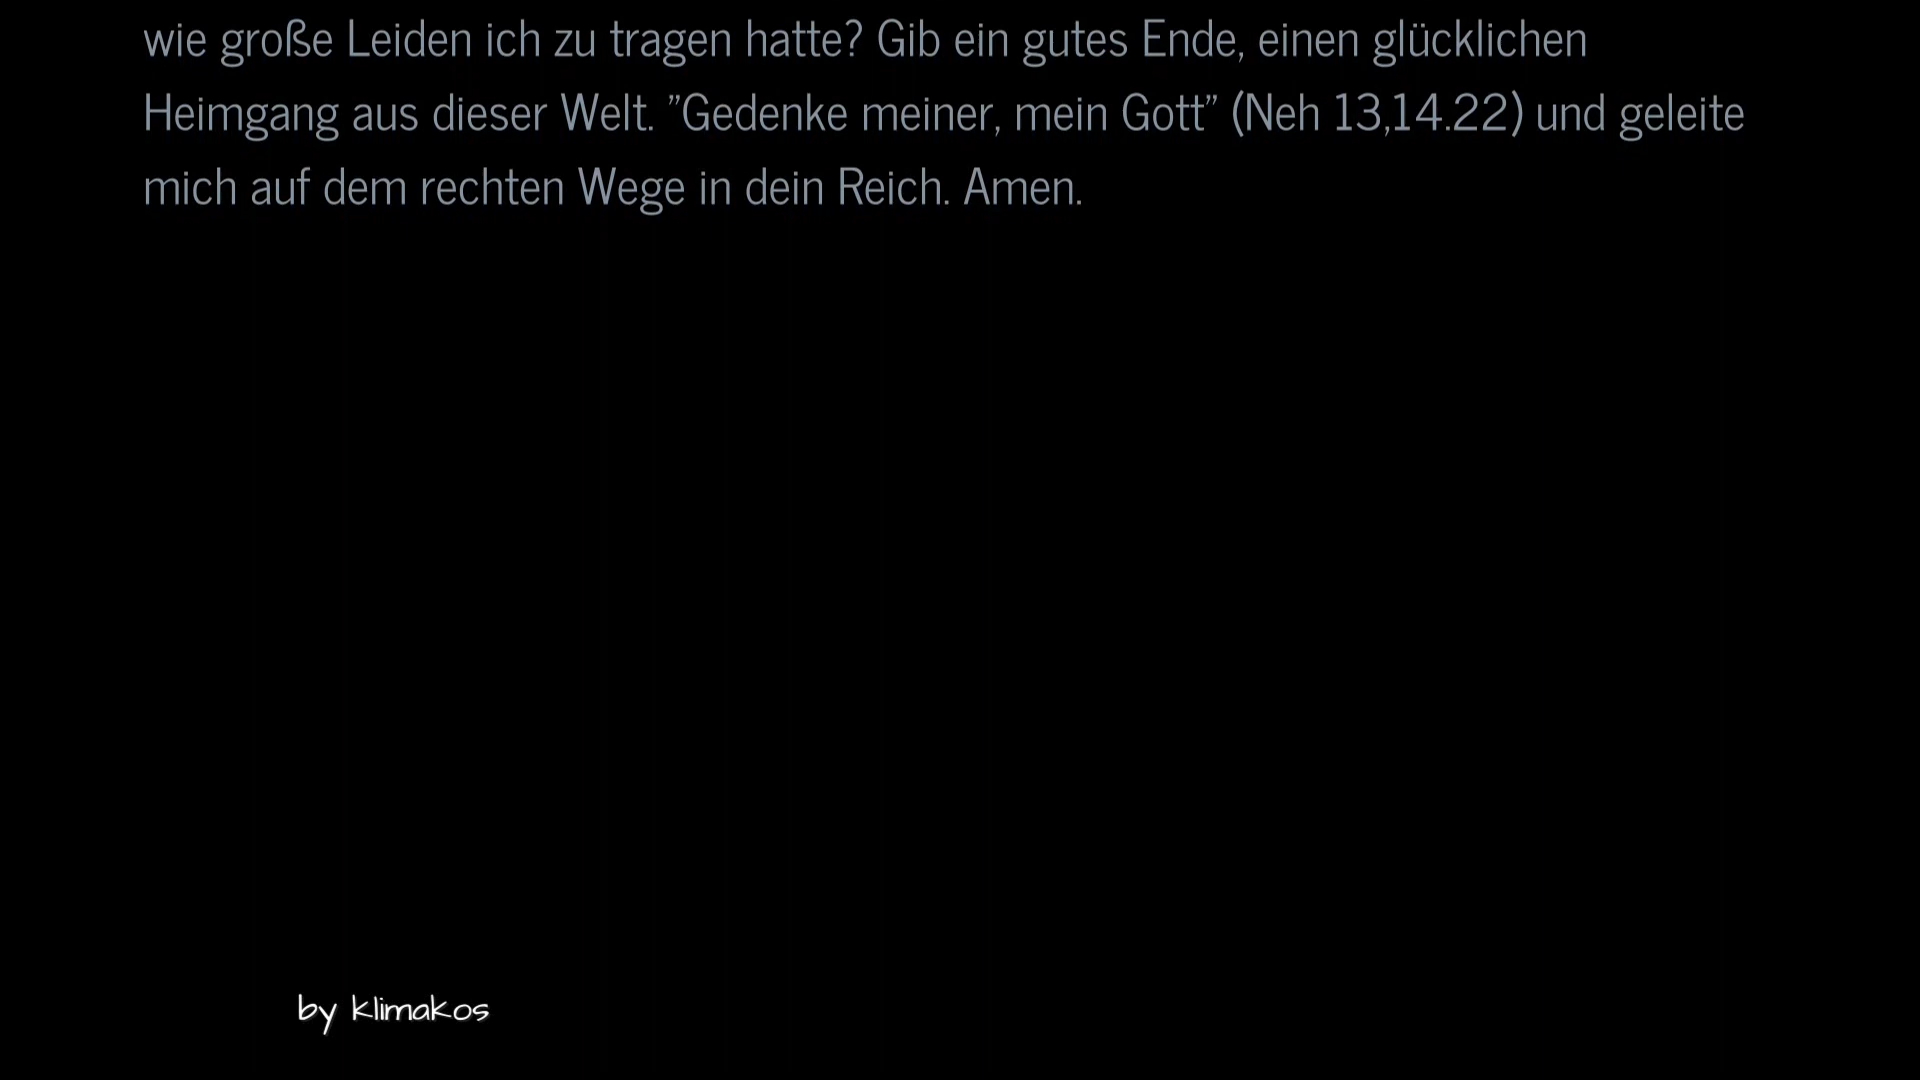 wie große Leiden ich zu tragen hatte? Gib ein gutes Ende, einen glücklichen
Heimgang aus dieser Welt. ”Gedenke meiner, mein Gott” (Neh 13,14.22) und geleite
mich auf dem rechten Wege in dein Reich. Amen.
by klimakos